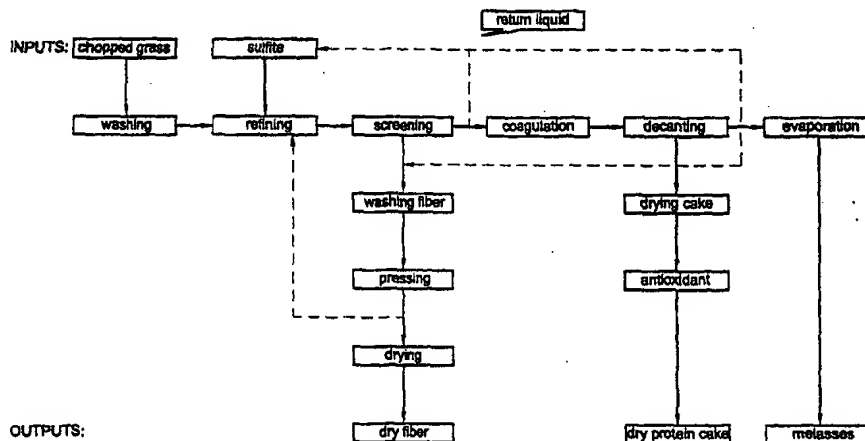 return liquid
INPUTS: chopped grass sulfite
washing refining screening coagulation decanting evaporation
washing fiber drying cake
pressing antioxidant
drying
OUTPUTS: dry fiber dry protein cake melasses